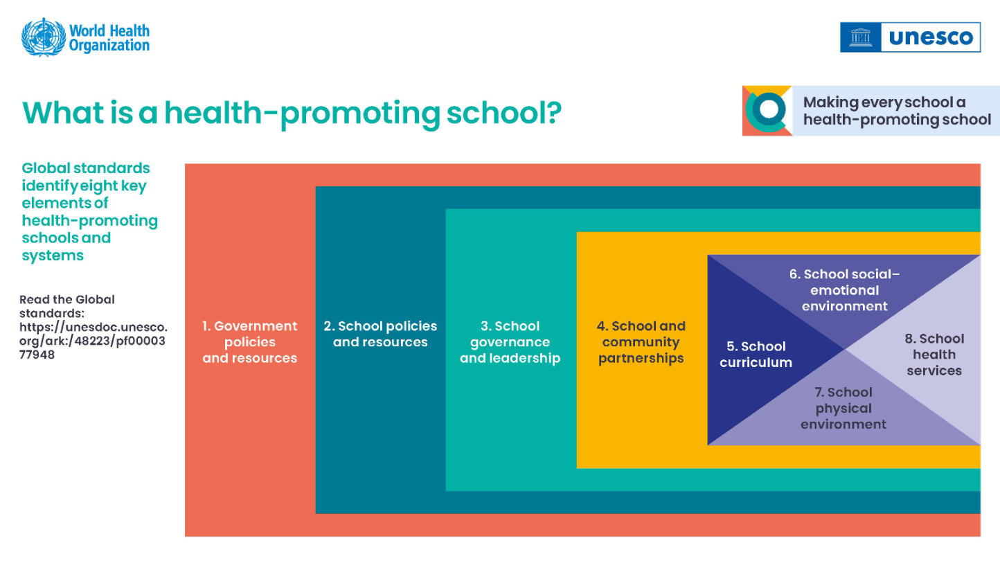 World Health
Organization
unesco
What is a health-promoting school?
Making every school a
health-promoting school
Global standards
identify eight key
elements of
health-promoting
schools and
systems
Read the Global
standards:
https://unesdoc.unesco.
org/ark:/48223/pf00003
77948
1. Government
policies
and resources
2. School policies
and resources
3. School
governance
and leadership
4. School and
community
partnerships
5. School
curriculum
6. School social–
emotional
environment
7. School
physical
environment
8. School
health
services